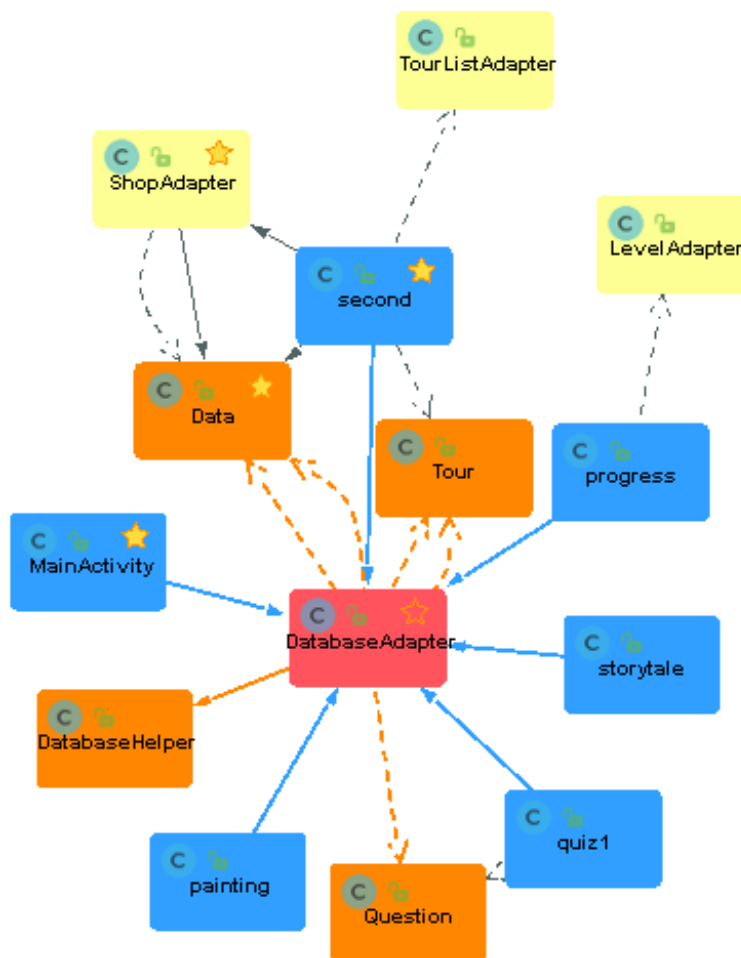 C
TourListAdapter
C
ShopAdapter
C
LevelAdapter
C
second
C
Data
C
Tour
C
progress
C
MainActivity
C
DatabaseAdapter
C
storytale
C
DatabaseHelper
C
quiz1
C
painting
C
Question